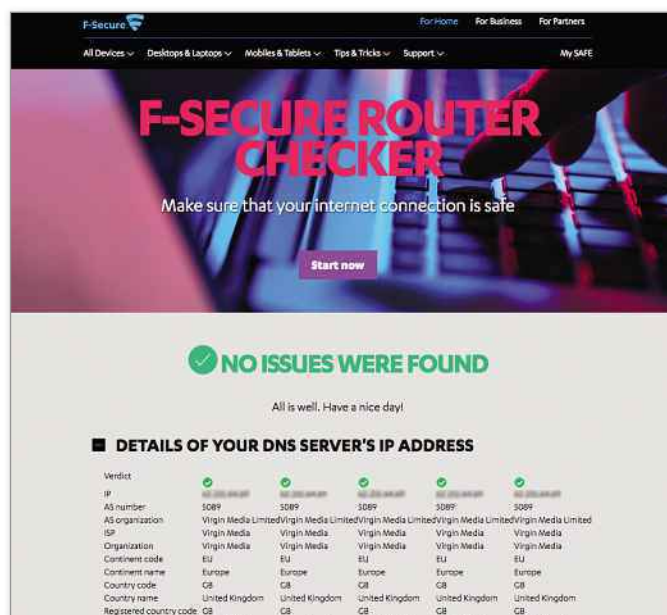 F-Secure
For Home For Business For Partners
All Devices Desktops & Laptops Mobiles & Tablets Tips & Tricks Support My SAFE
F-SECURE ROUTER
CHECKER
Make sure that your internet connection is safe
Start now
NO ISSUES WERE FOUND
All is well. Have a nice day!
DETAILS OF YOUR DNS SERVER'S IP ADDRESS
Verdict
IP
AS number 5089 5089 5089 5089 5089
AS organization Virgin Media Limited Virgin Media Limited Virgin Media Limited Virgin Media Limited Virgin Media Limited
ISP Virgin Media Virgin Media Virgin Media Virgin Media Virgin Media
Organization Virgin Media Virgin Media Virgin Media Virgin Media Virgin Media
Continent code EU EU EU EU EU
Continent name Europe Europe Europe Europe Europe
Country code GB GB GB GB GB
Country name United Kingdom United Kingdom United Kingdom United Kingdom United Kingdom
Registered country code GB GB GB GB GB